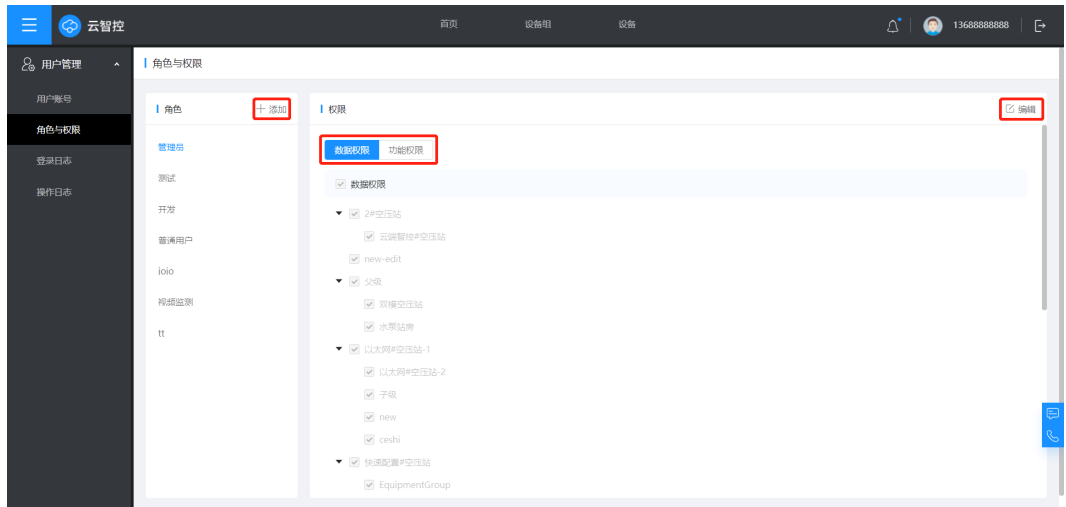 云智控
首页
设备组
设备
13688888888
用户管理
用户账号
角色与权限
登录日志
操作日志
角色与权限
角色
添加
管理员
测试
开发
普通用户
ioio
视频监测
tt
权限
编辑
数据权限
功能权限
数据权限
2#空压站
云端智控#空压站
new-edit
父级
双模空压站
水泵站房
以太网#空压站-1
以太网#空压站-2
子级
new
ceshi
快速配置#空压站
EquipmentGroup